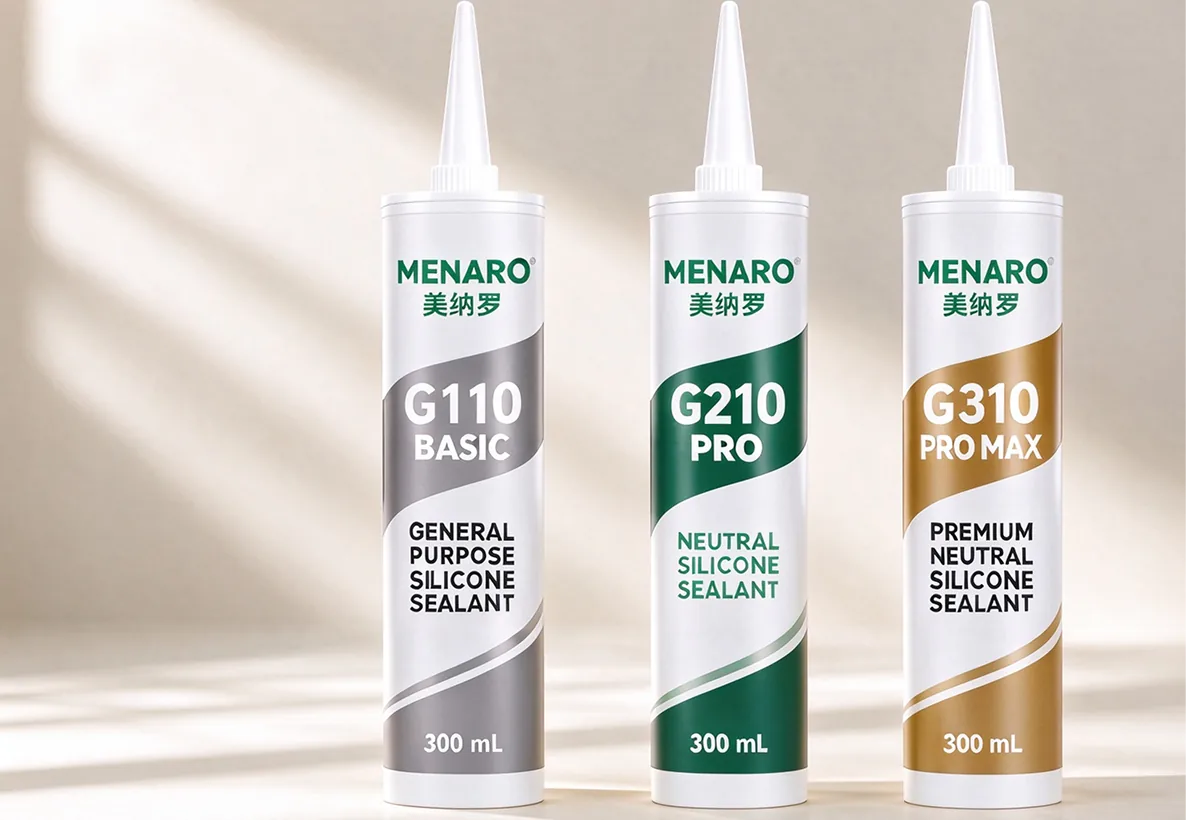 MENARO®
美纳罗
G110
BASIC
GENERAL
PURPOSE
SILICONE
SEALANT
300 mL
MENARO®
美纳罗
G210
PRO
NEUTRAL
SILICONE
SEALANT
300 mL
MENARO®
美纳罗
G310
PRO MAX
PREMIUM
NEUTRAL
SILICONE
SEALANT
300 mL